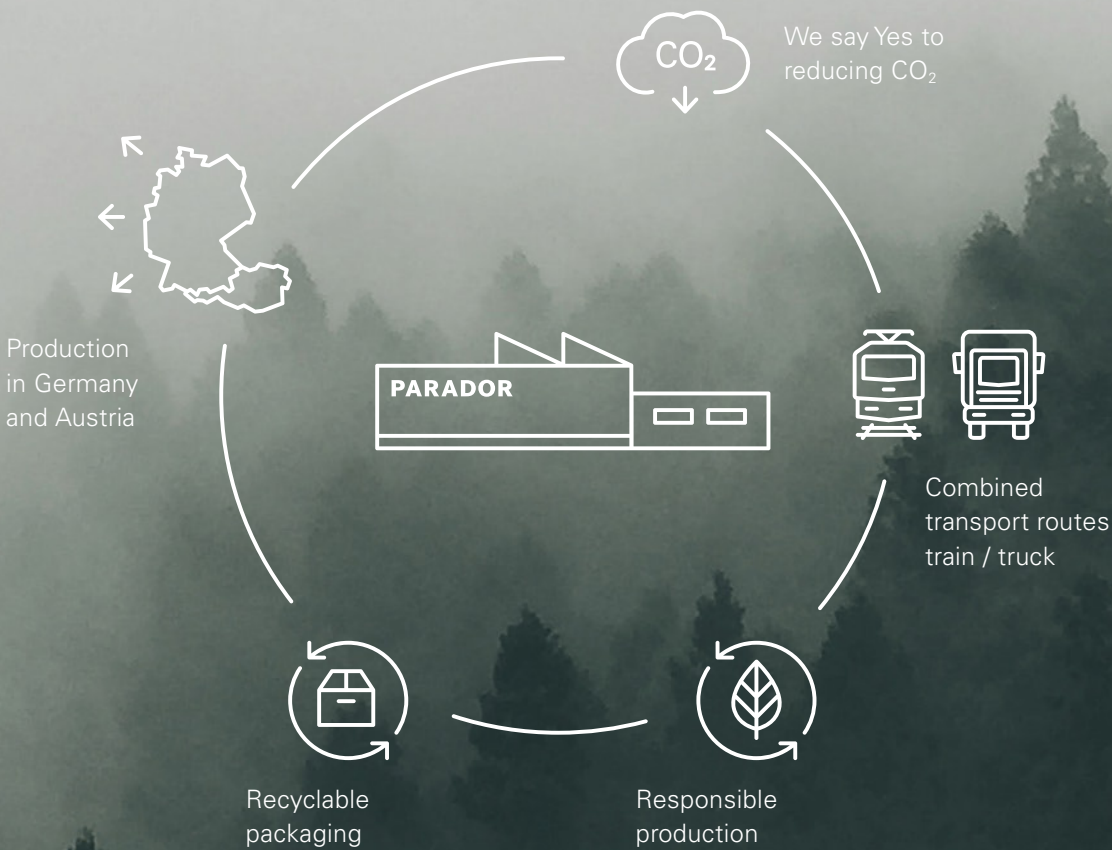 CO₂
We say Yes to
reducing CO₂
Production
in Germany
and Austria
PARADOR
Combined
transport routes
train / truck
Recyclable
packaging
Responsible
production